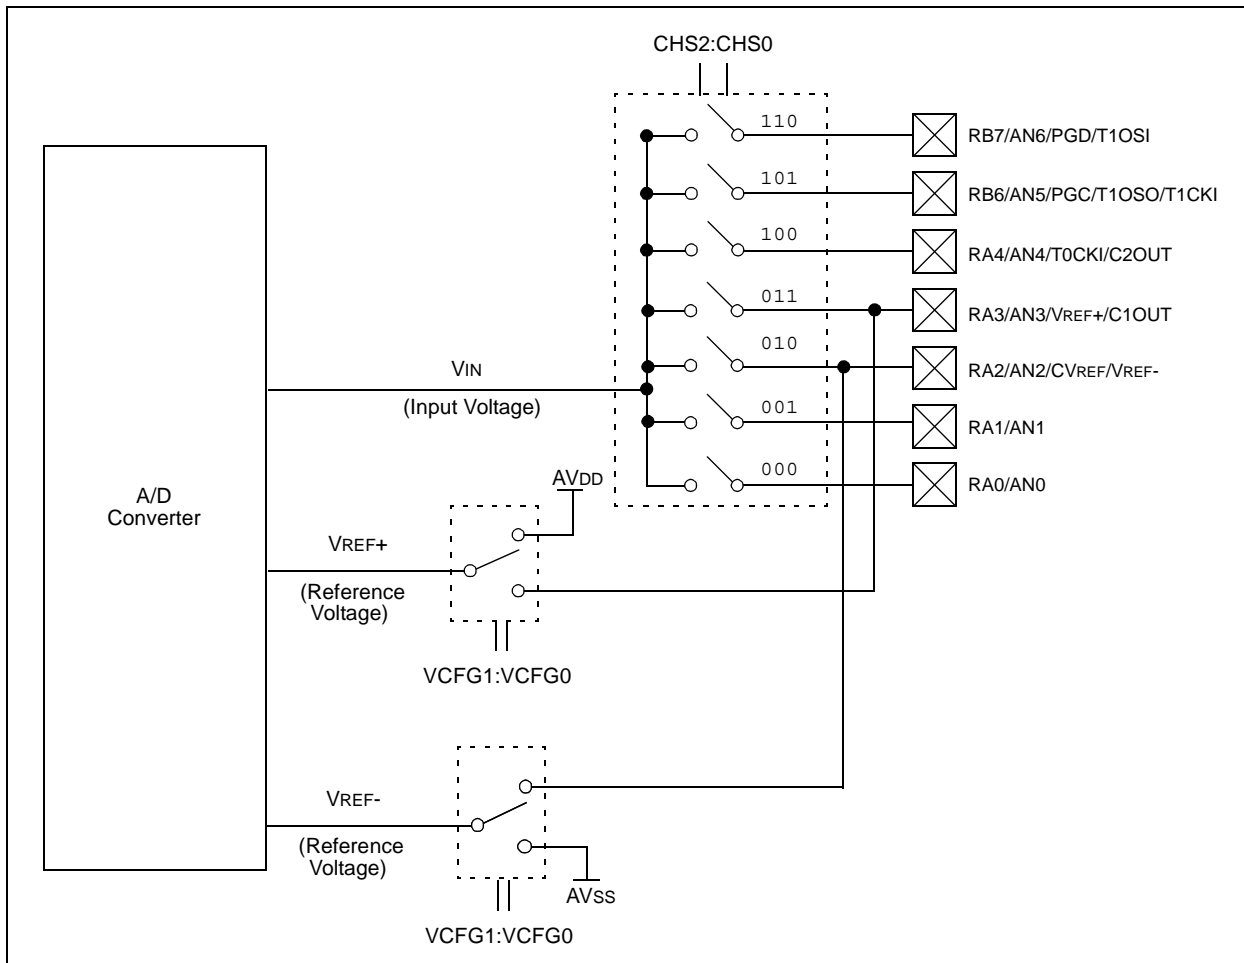 CHS2:CHS0
110
RB7/AN6/PGD/T1OSI
101
RB6/AN5/PGC/T1OSO/T1CKI
100
RA4/AN4/T0CKI/C2OUT
011
RA3/AN3/VREF+/C1OUT
010
RA2/AN2/CVREF/VREF-
001
RA1/AN1
000
RA0/AN0
VIN
(Input Voltage)
A/D
Converter
AVDD
VREF+
(Reference
Voltage)
VCFG1:VCFG0
VREF-
(Reference
Voltage)
AVSS
VCFG1:VCFG0